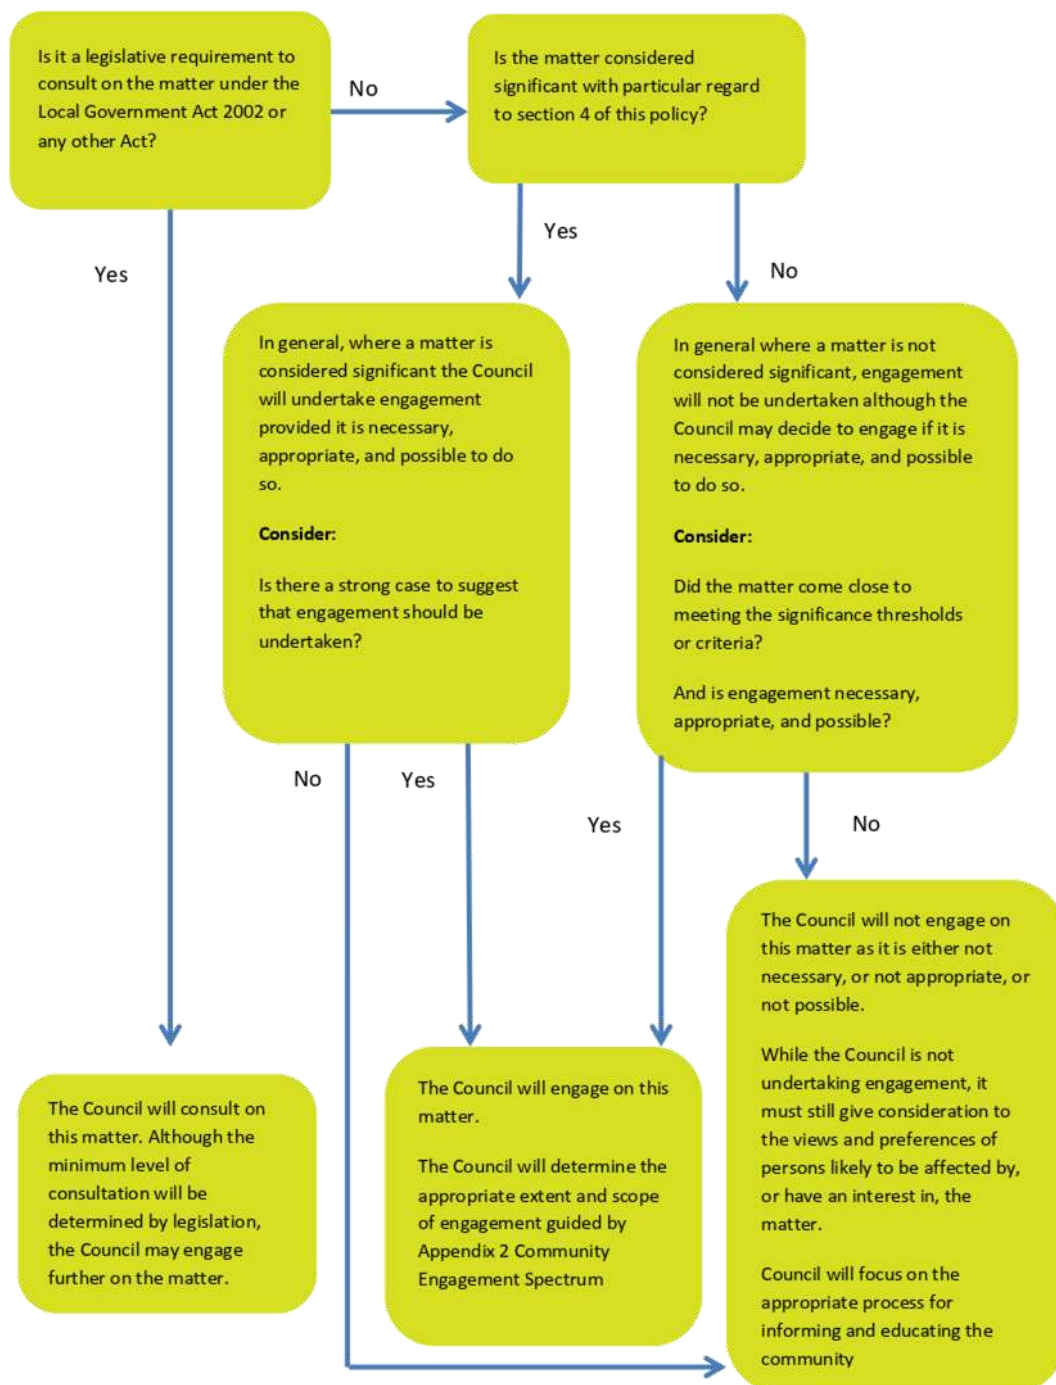 Is it a legislative requirement to
consult on the matter under the
Local Government Act 2002 or
any other Act?
No
Is the matter considered
significant with particular regard
to section 4 of this policy?
Yes
Yes
No
In general, where a matter is
considered significant the Council
will undertake engagement
provided it is necessary,
appropriate, and possible to do
so.
Consider:
Is there a strong case to suggest
that engagement should be
undertaken?
In general where a matter is not
considered significant, engagement
will not be undertaken although the
Council may decide to engage if it is
necessary, appropriate, and possible
to do so.
Consider:
Did the matter come close to
meeting the significance thresholds
or criteria?
And is engagement necessary,
appropriate, and possible?
No
Yes
Yes
No
The Council will consult on
this matter. Although the
minimum level of
consultation will be
determined by legislation,
the Council may engage
further on the matter.
The Council will engage on this
matter.
The Council will determine the
appropriate extent and scope
of engagement guided by
Appendix 2 Community
Engagement Spectrum
The Council will not engage on
this matter as it is either not
necessary, or not appropriate, or
not possible.
While the Council is not
undertaking engagement, it
must still give consideration to
the views and preferences of
persons likely to be affected by,
or have an interest in, the
matter.
Council will focus on the
appropriate process for
informing and educating the
community